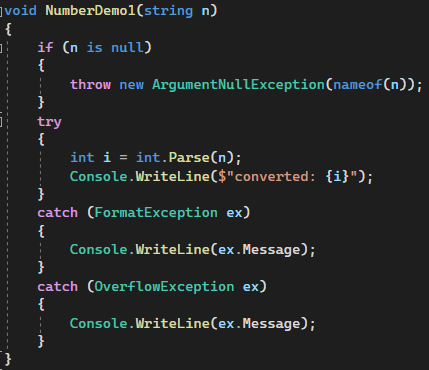 void NumberDemo1(string n)
{
    if (n is null)
    {
        throw new ArgumentNullException(nameof(n));
    }
    try
    {
        int i = int.Parse(n);
        Console.WriteLine($"converted: {i}");
    }
    catch (FormatException ex)
    {
        Console.WriteLine(ex.Message);
    }
    catch (OverflowException ex)
    {
        Console.WriteLine(ex.Message);
    }
}